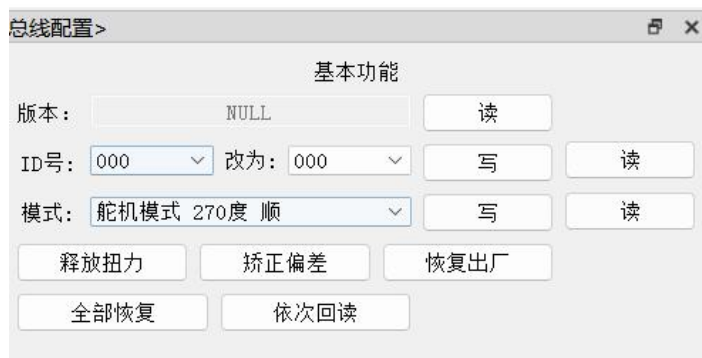 总线配置>
基本功能
版本： NULL 读
ID号： 000 改为： 000 写 读
模式： 舵机模式 270度 顺 写 读
释放扭力 矫正偏差 恢复出厂
全部恢复 依次回读